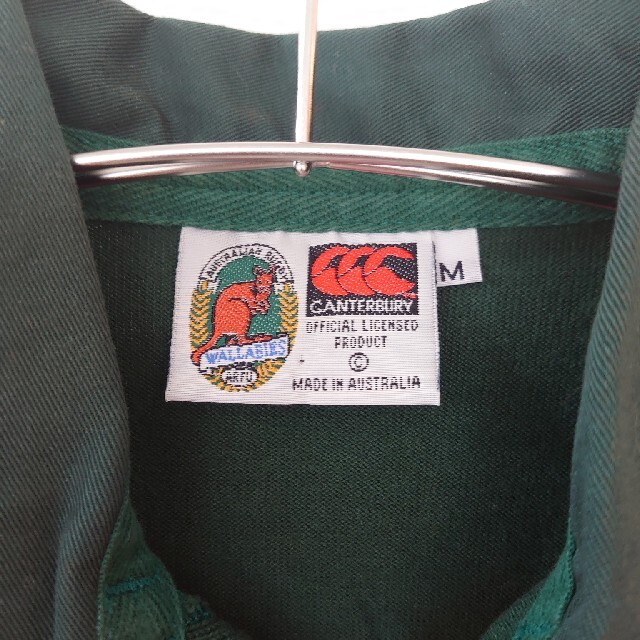 AUSTRALIAN RUGBY
WALLABIES
ARFU
CANTERBURY
OFFICIAL LICENSED
PRODUCT
©
MADE IN AUSTRALIA
M